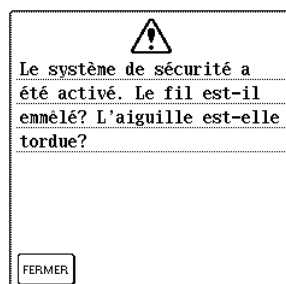 Le système de sécurité a
été activé. Le fil est-il
emmêlé? L'aiguille est-elle
tordue?
FERMER